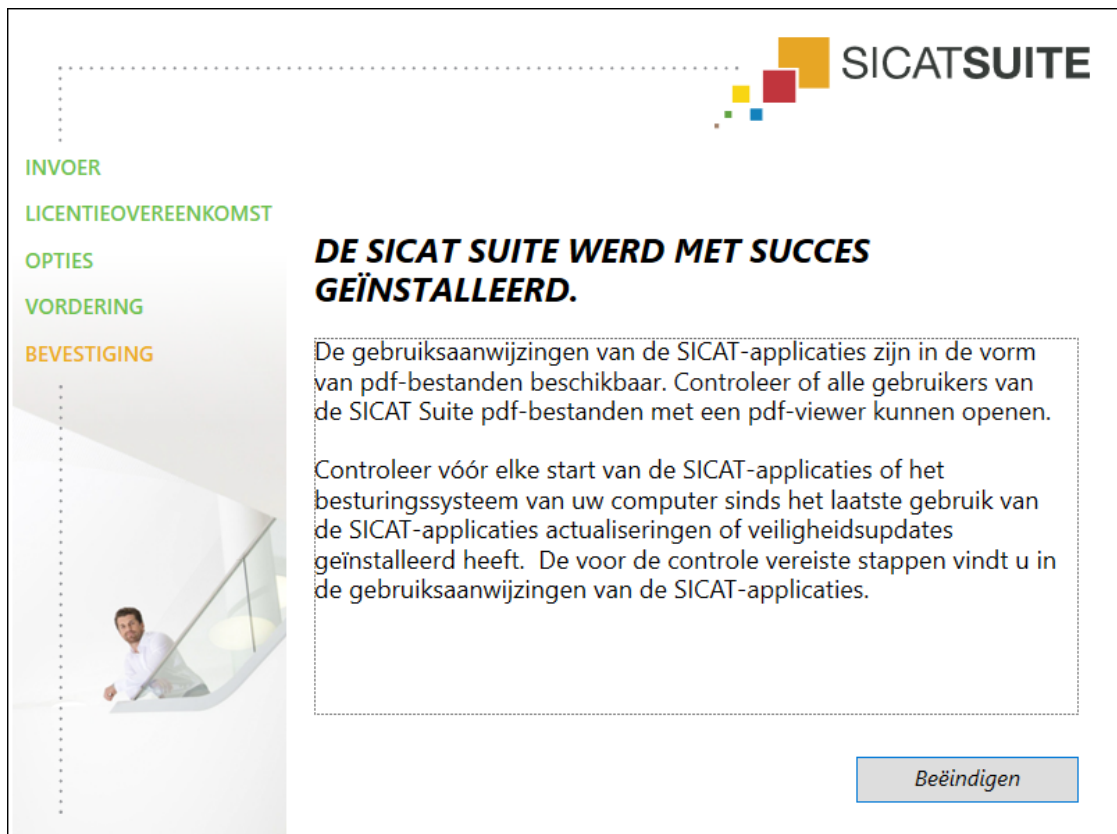 SICATSUITE
INVOER
LICENTIEOVEREENKOMST
OPTIES
VORDERING
BEVESTIGING
DE SICAT SUITE WERD MET SUCCES
GEÏNSTALLEERD.
De gebruiksaanwijzingen van de SICAT-applicaties zijn in de vorm
van pdf-bestanden beschikbaar. Controleer of alle gebruikers van
de SICAT Suite pdf-bestanden met een pdf-viewer kunnen openen.
Controleer vóór elke start van de SICAT-applicaties of het
besturingssysteem van uw computer sinds het laatste gebruik van
de SICAT-applicaties actualiseringen of veiligheidsupdates
geïnstalleerd heeft.  De voor de controle vereiste stappen vindt u in
de gebruiksaanwijzingen van de SICAT-applicaties.
Beëindigen